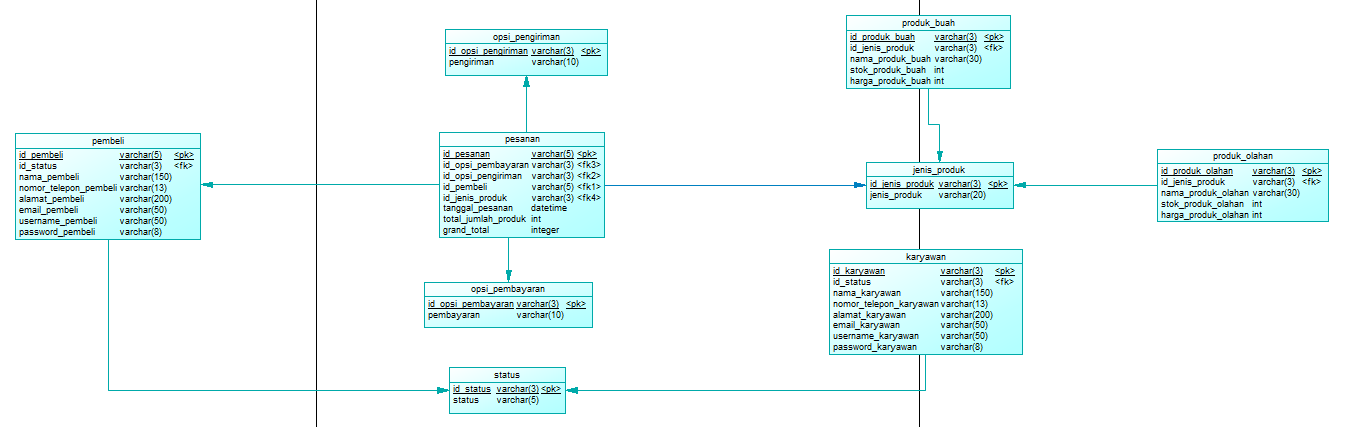 opsi_pengiriman
id_opsi_pengiriman varchar(3) <pk>
pengiriman varchar(10)
produk_buah
id_produk_buah varchar(3) <pk>
id_jenis_produk varchar(3) <fk>
nama_produk_buah varchar(30)
stok_produk_buah int
harga_produk_buah int
pembeli
id_pembeli varchar(5) <pk>
id_status varchar(3) <fk>
nama_pembeli varchar(150)
nomor_telepon_pembeli varchar(13)
alamat_pembeli varchar(200)
email_pembeli varchar(50)
username_pembeli varchar(50)
password_pembeli varchar(8)
pesanan
id_pesanan varchar(5) <pk>
id_opsi_pembayaran varchar(3) <fk3>
id_opsi_pengiriman varchar(3) <fk2>
id_pembeli varchar(5) <fk1>
id_jenis_produk varchar(3) <fk4>
tanggal_pesanan datetime
total_jumlah_produk int
grand_total integer
jenis_produk
id_jenis_produk varchar(3) <pk>
jenis_produk varchar(20)
produk_olahan
id_produk_olahan varchar(3) <pk>
id_jenis_produk varchar(3) <fk>
nama_produk_olahan varchar(30)
stok_produk_olahan int
harga_produk_olahan int
opsi_pembayaran
id_opsi_pembayaran varchar(3) <pk>
pembayaran varchar(10)
karyawan
id_karyawan varchar(3) <pk>
id_status varchar(3) <fk>
nama_karyawan varchar(150)
nomor_telepon_karyawan varchar(13)
alamat_karyawan varchar(200)
email_karyawan varchar(50)
username_karyawan varchar(50)
password_karyawan varchar(8)
status
id_status varchar(3) <pk>
status varchar(5)